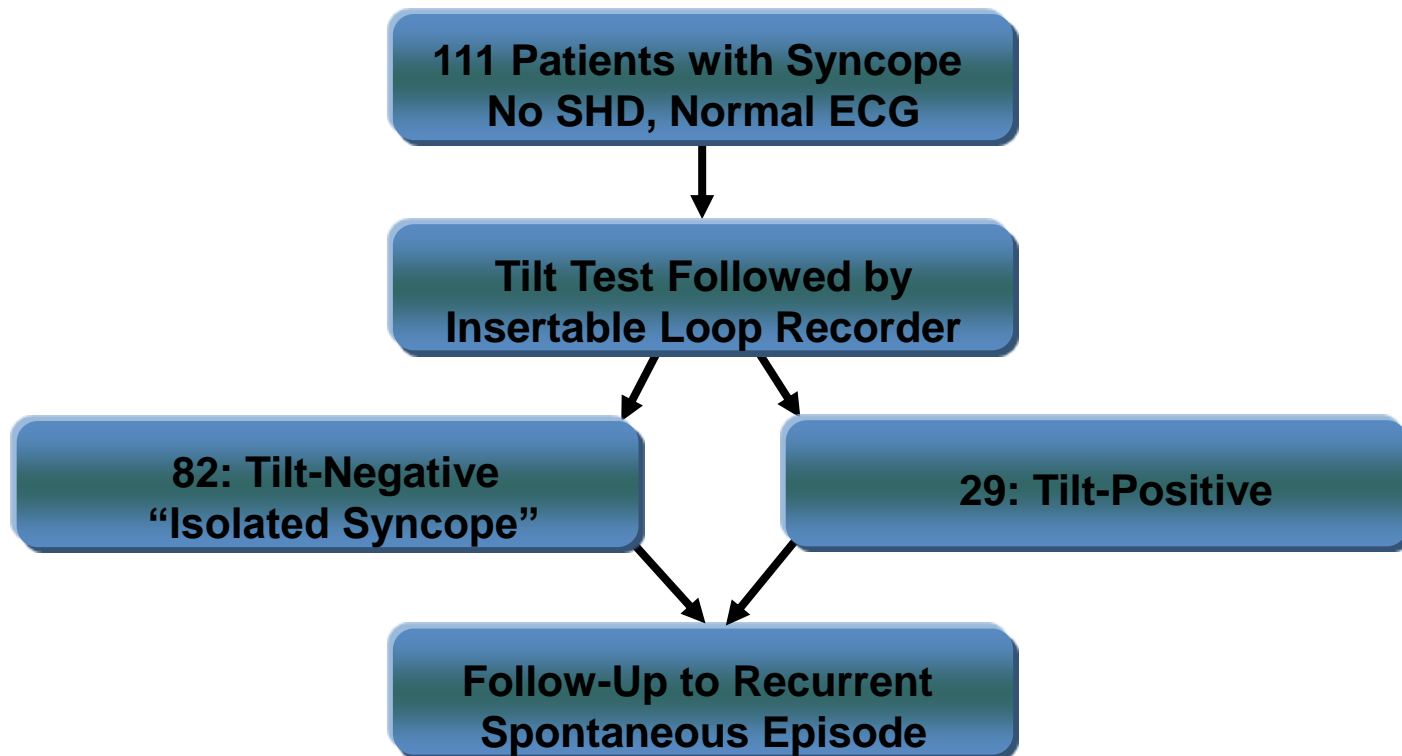 111 Patients with Syncope
No SHD, Normal ECG
Tilt Test Followed by
Insertable Loop Recorder
82: Tilt-Negative
“Isolated Syncope”
29: Tilt-Positive
Follow-Up to Recurrent
Spontaneous Episode